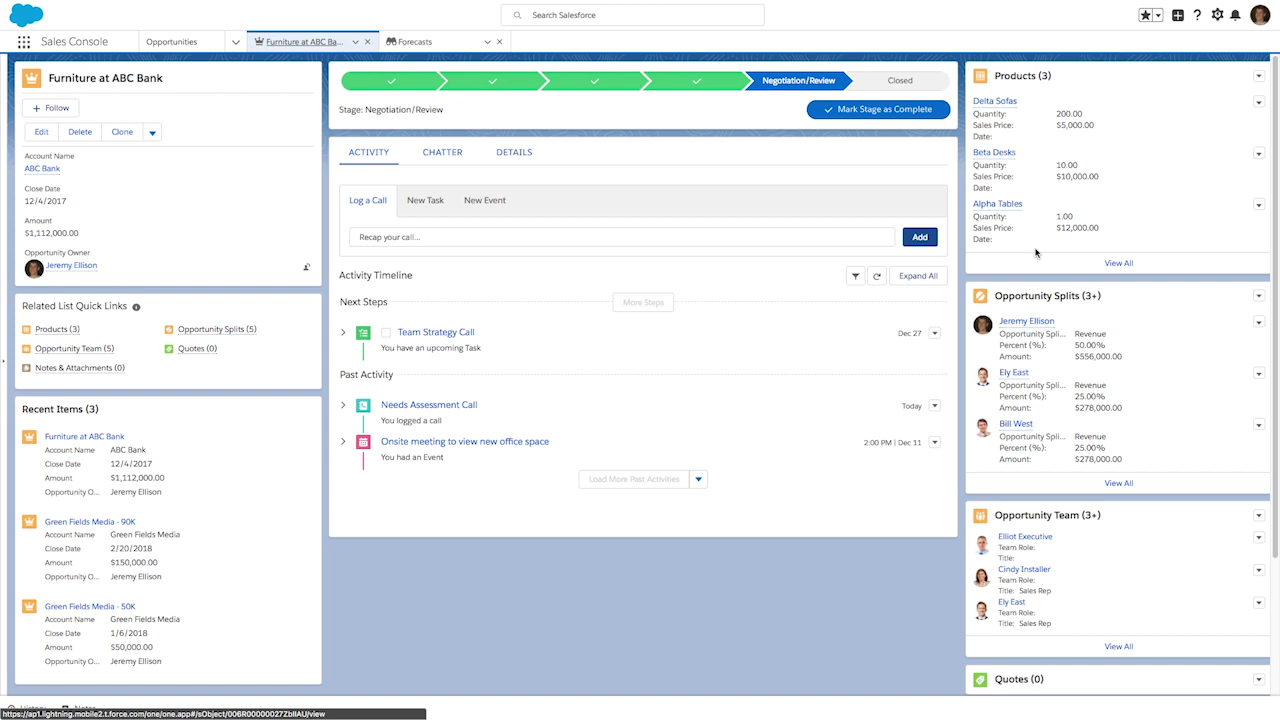 Search Salesforce
Sales Console
Opportunities
Furniture at ABC Ba...
Forecasts
Furniture at ABC Bank
+ Follow
Edit
Delete
Clone
Account Name
ABC Bank
Close Date
12/4/2017
Amount
$1,112,000.00
Opportunity Owner
Jeremy Ellison
Related List Quick Links
Products (3)
Opportunity Splits (5)
Opportunity Team (5)
Quotes (0)
Notes & Attachments (0)
Recent Items (3)
Furniture at ABC Bank
Account Name ABC Bank
Close Date 12/4/2017
Amount $1,112,000.00
Opportunity O... Jeremy Ellison
Green Fields Media - 90K
Account Name Green Fields Media
Close Date 2/20/2018
Amount $150,000.00
Opportunity O... Jeremy Ellison
Green Fields Media - 50K
Account Name Green Fields Media
Close Date 1/6/2018
Amount $50,000.00
Opportunity O... Jeremy Ellison
Negotiation/Review
Closed
Stage: Negotiation/Review
Mark Stage as Complete
ACTIVITY
CHATTER
DETAILS
Log a Call
New Task
New Event
Recap your call...
Add
Activity Timeline
Expand All
Next Steps
More Steps
Team Strategy Call
Dec 27
You have an upcoming Task
Past Activity
Needs Assessment Call
Today
You logged a call
Onsite meeting to view new office space
2:00 PM | Dec 11
You had an Event
Load More Past Activities
Products (3)
Delta Sofas
Quantity: 200.00
Sales Price: $5,000.00
Date:
Beta Desks
Quantity: 10.00
Sales Price: $10,000.00
Date:
Alpha Tables
Quantity: 1.00
Sales Price: $12,000.00
Date:
View All
Opportunity Splits (3+)
Jeremy Ellison
Opportunity Spli... Revenue
Percent (%): 50.00%
Amount: $556,000.00
Ely East
Opportunity Spli... Revenue
Percent (%): 25.00%
Amount: $278,000.00
Bill West
Opportunity Spli... Revenue
Percent (%): 25.00%
Amount: $278,000.00
View All
Opportunity Team (3+)
Elliot Executive
Team Role:
Title:
Cindy Installer
Team Role:
Title: Sales Rep
Ely East
Team Role:
Title: Sales Rep
View All
Quotes (0)